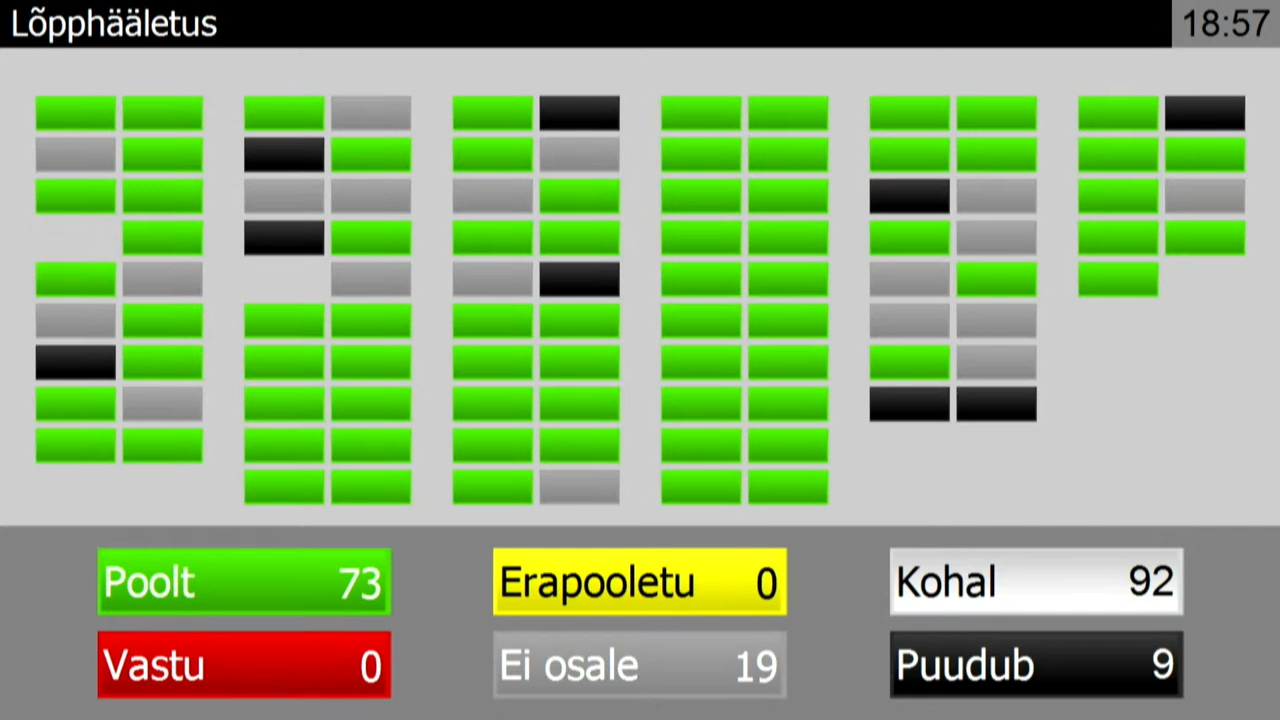 Lõpphääletus
18:57
Poolt 73
Erapooletu 0
Kohal 92
Vastu 0
Ei osale 19
Puudub 9